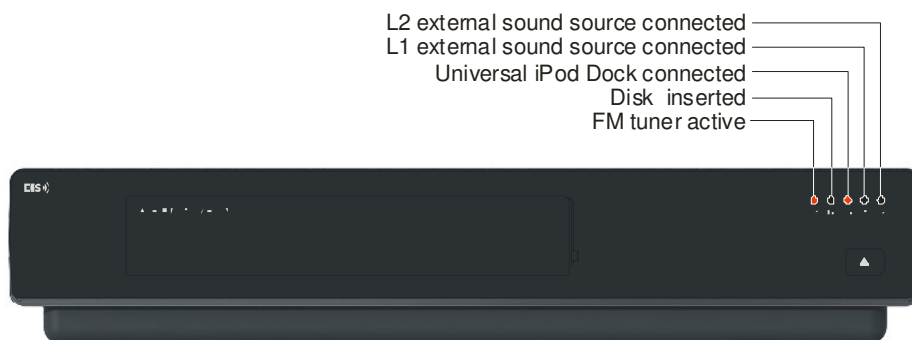 L2 external sound source connected
L1 external sound source connected
Universal iPod Dock connected
Disk inserted
FM tuner active